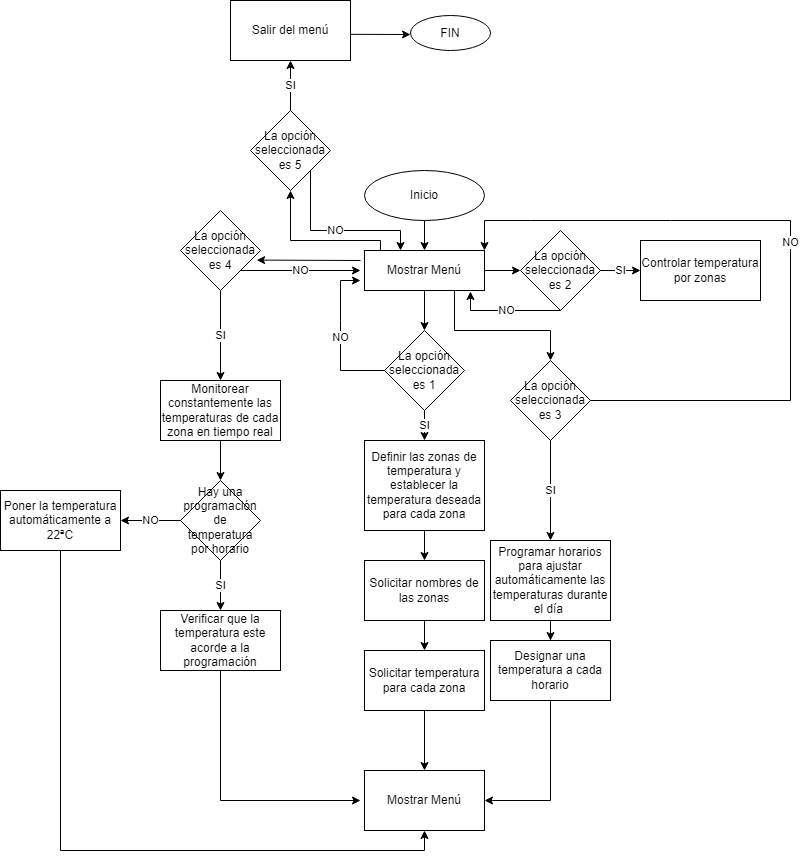 Salir del menú
FIN
SI
La opción
seleccionada
es 5
Inicio
NO
La opción
seleccionada
es 4
NO
Mostrar Menú
La opción
seleccionada
es 2
SI
Controlar temperatura
por zonas
NO
NO
NO
SI
La opción
seleccionada
es 1
La opción
seleccionada
es 3
Monitorear
constantemente las
temperaturas de cada
zona en tiempo real
SI
Definir las zonas de
temperatura y
establecer la
temperatura deseada
para cada zona
SI
Hay una
programación
de
temperatura
por horario
NO
Poner la temperatura
automáticamente a
22ªC
SI
Solicitar nombres de
las zonas
Programar horarios
para ajustar
automáticamente las
temperaturas durante
el día
Verificar que la
temperatura este
acorde a la
programación
Solicitar temperatura
para cada zona
Designar una
temperatura a cada
horario
Mostrar Menú